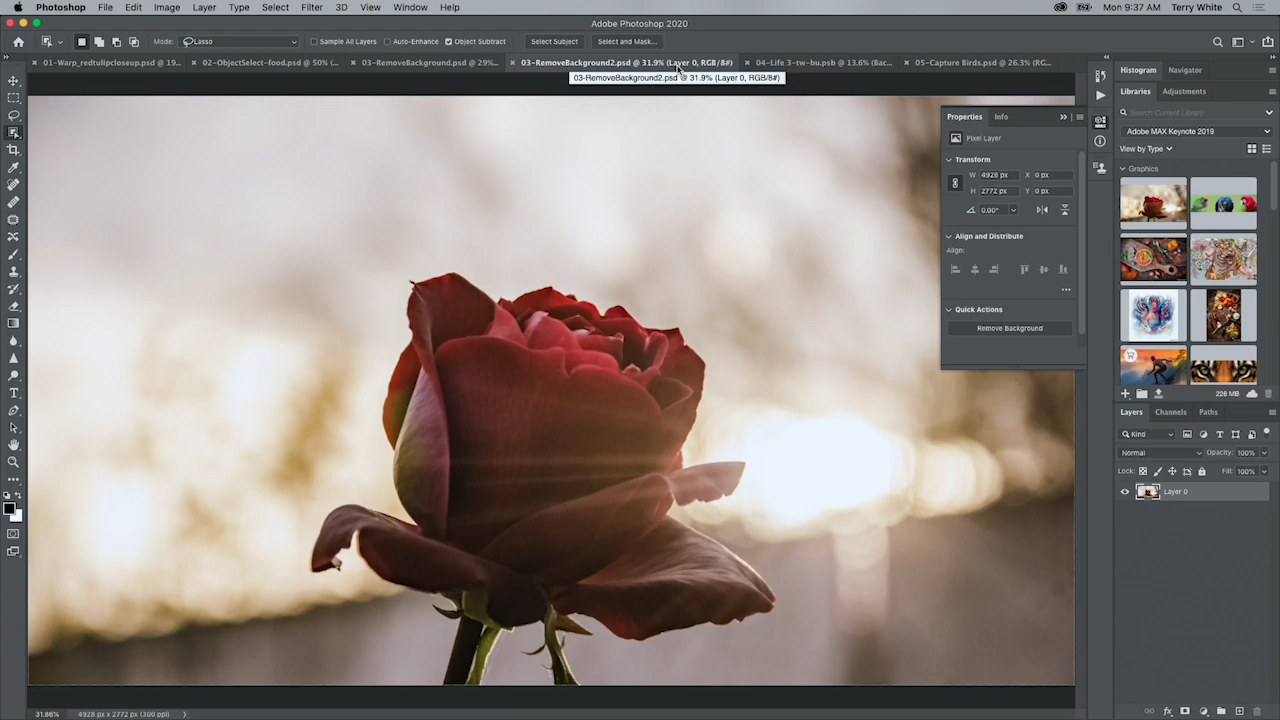 Photoshop File Edit Image Layer Type Select Filter 3D View Window Help Mon 9:37 AM Terry White
Adobe Photoshop 2020
Mode: Lasso Sample All Layers Auto-Enhance Object Subtract Select Subject Select and Mask...
01-Warp_redtulipcloseup.psd @ 19... 02-ObjectSelect-food.psd @ 50% (... 03-RemoveBackground.psd @ 29%... 03-RemoveBackground2.psd @ 31.9% (Layer 0, RGB/8#) 04-Life 3-tw-bu.psb @ 13.6% (Bac... 05-Capture Birds.psd @ 26.3% (RG...
03-RemoveBackground2.psd @ 31.9% (Layer 0, RGB/8#)
Histogram Navigator
Libraries Adjustments
Search Current Library
Adobe MAX Keynote 2019
View by Type
Graphics
228 MB
Properties Info
Pixel Layer
Transform
W 4928 px X 0 px
H 2772 px Y 0 px
0.00°
Align and Distribute
Align:
Quick Actions
Remove Background
Layers Channels Paths
Kind
Normal Opacity: 100%
Lock: Fill: 100%
Layer 0
31.86% 4928 px x 2772 px (300 ppi)